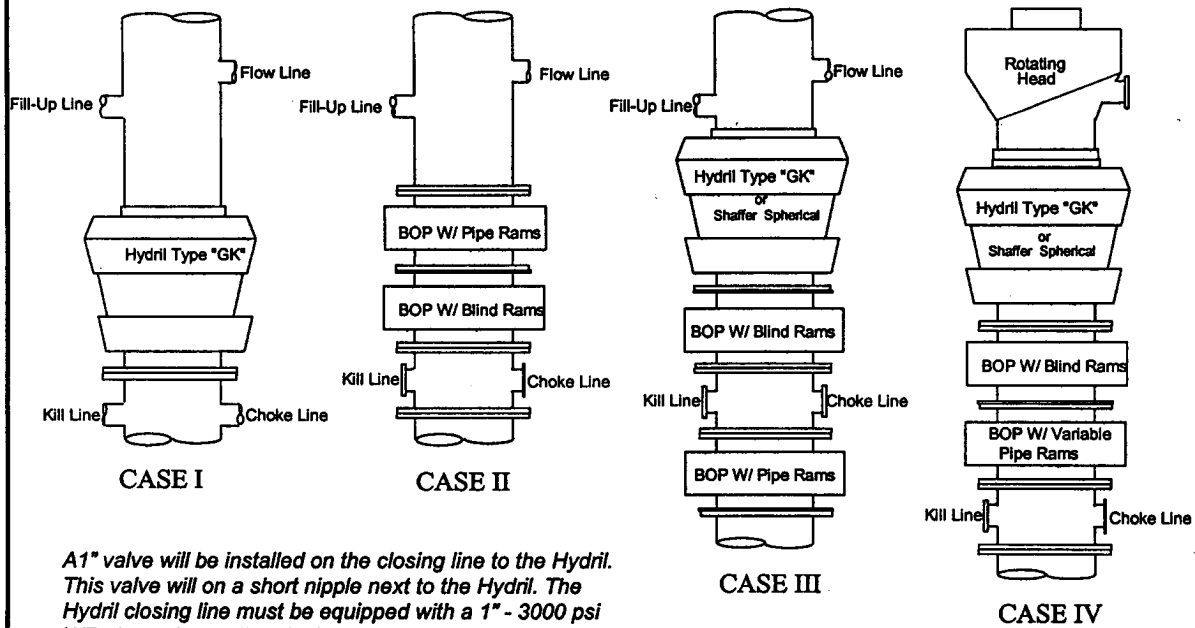 Flow Line
Fill-Up Line
Hydril Type "GK"
Kill Line
Choke Line
CASE I
Flow Line
Fill-Up Line
BOP W/ Pipe Rams
BOP W/ Blind Rams
Kill Line
Choke Line
CASE II
Flow Line
Fill-Up Line
Hydril Type "GK"
or
Shaffer Spherical
BOP W/ Blind Rams
Kill Line
Choke Line
BOP W/ Pipe Rams
CASE III
Rotating
Head
Hydril Type "GK"
or
Shaffer Spherical
BOP W/ Blind Rams
BOP W/ Variable
Pipe Rams
Kill Line
Choke Line
CASE IV
A1" valve will be installed on the closing line to the Hydril.
This valve will on a short nipple next to the Hydril. The
Hydril closing line must be equipped with a 1" - 3000 psi